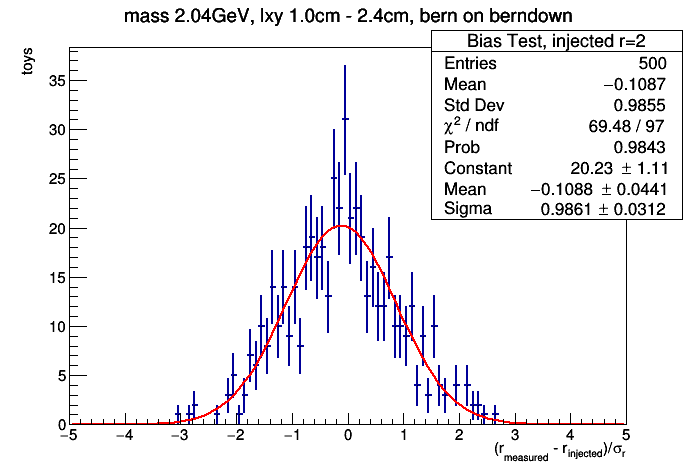 mass 2.04GeV, lxy 1.0cm - 2.4cm, bern on berndown
Bias Test, injected r=2
Entries 500
Mean −0.1087
Std Dev 0.9855
χ² / ndf 69.48 / 97
Prob 0.9843
Constant 20.23 ± 1.11
Mean −0.1088 ± 0.0441
Sigma 0.9861 ± 0.0312
toys
35
30
25
20
15
10
5
0
−5 −4 −3 −2 −1 0 1 2 3 4 5
(r_measured - r_injected)/σ_r